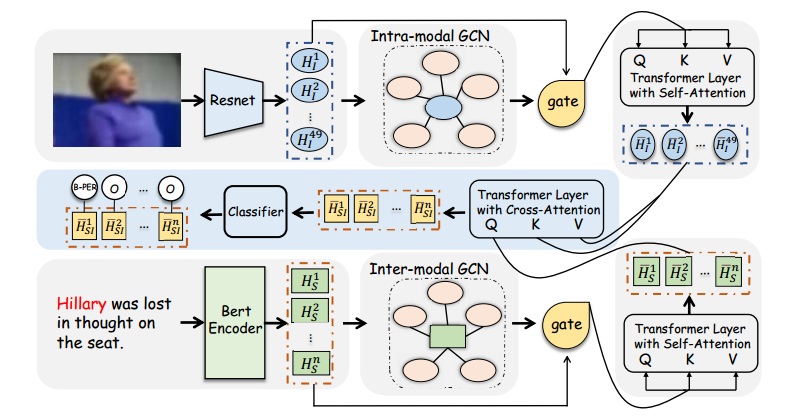 Intra-modal GCN
Resnet
H_I^1
H_I^2
⋮
H_I^49
gate
Q K V
Transformer Layer
with Self-Attention
H̅_I^1 H̅_I^2 ... H̅_I^49
B-PER O ... O
H̅_SI^1 H̅_SI^2 ... H̅_SI^n
Classifier
H̅_SI^1 H̅_SI^2 ... H̅_SI^n
Transformer Layer
with Cross-Attention
Q K V
Inter-modal GCN
Hillary was lost
in thought on
the seat.
Bert
Encoder
H_S^1
H_S^2
⋮
H_S^n
gate
H̅_S^1 H̅_S^2 ... H̅_S^n
Transformer Layer
with Self-Attention
Q K V